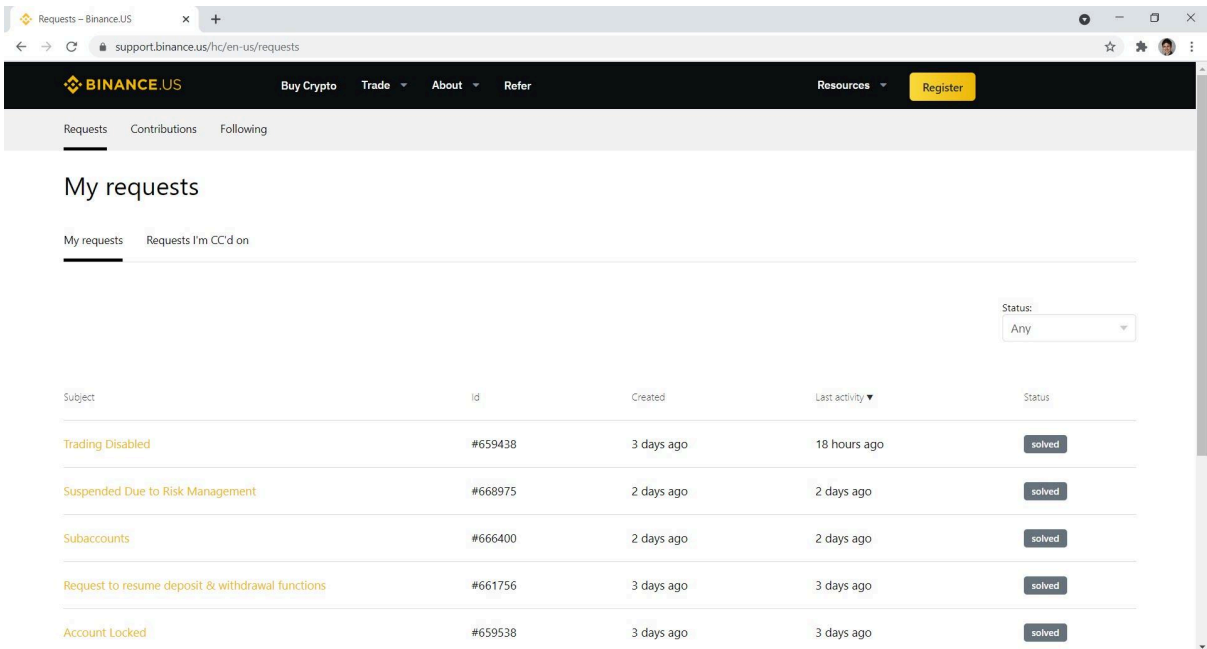 Requests – Binance.US
support.binance.us/hc/en-us/requests
BINANCE.US Buy Crypto Trade About Refer Resources Register
Requests Contributions Following
My requests
My requests Requests I'm CC'd on
Status:
Any
Subject Id Created Last activity ▼ Status
Trading Disabled #659438 3 days ago 18 hours ago solved
Suspended Due to Risk Management #668975 2 days ago 2 days ago solved
Subaccounts #666400 2 days ago 2 days ago solved
Request to resume deposit & withdrawal functions #661756 3 days ago 3 days ago solved
Account Locked #659538 3 days ago 3 days ago solved